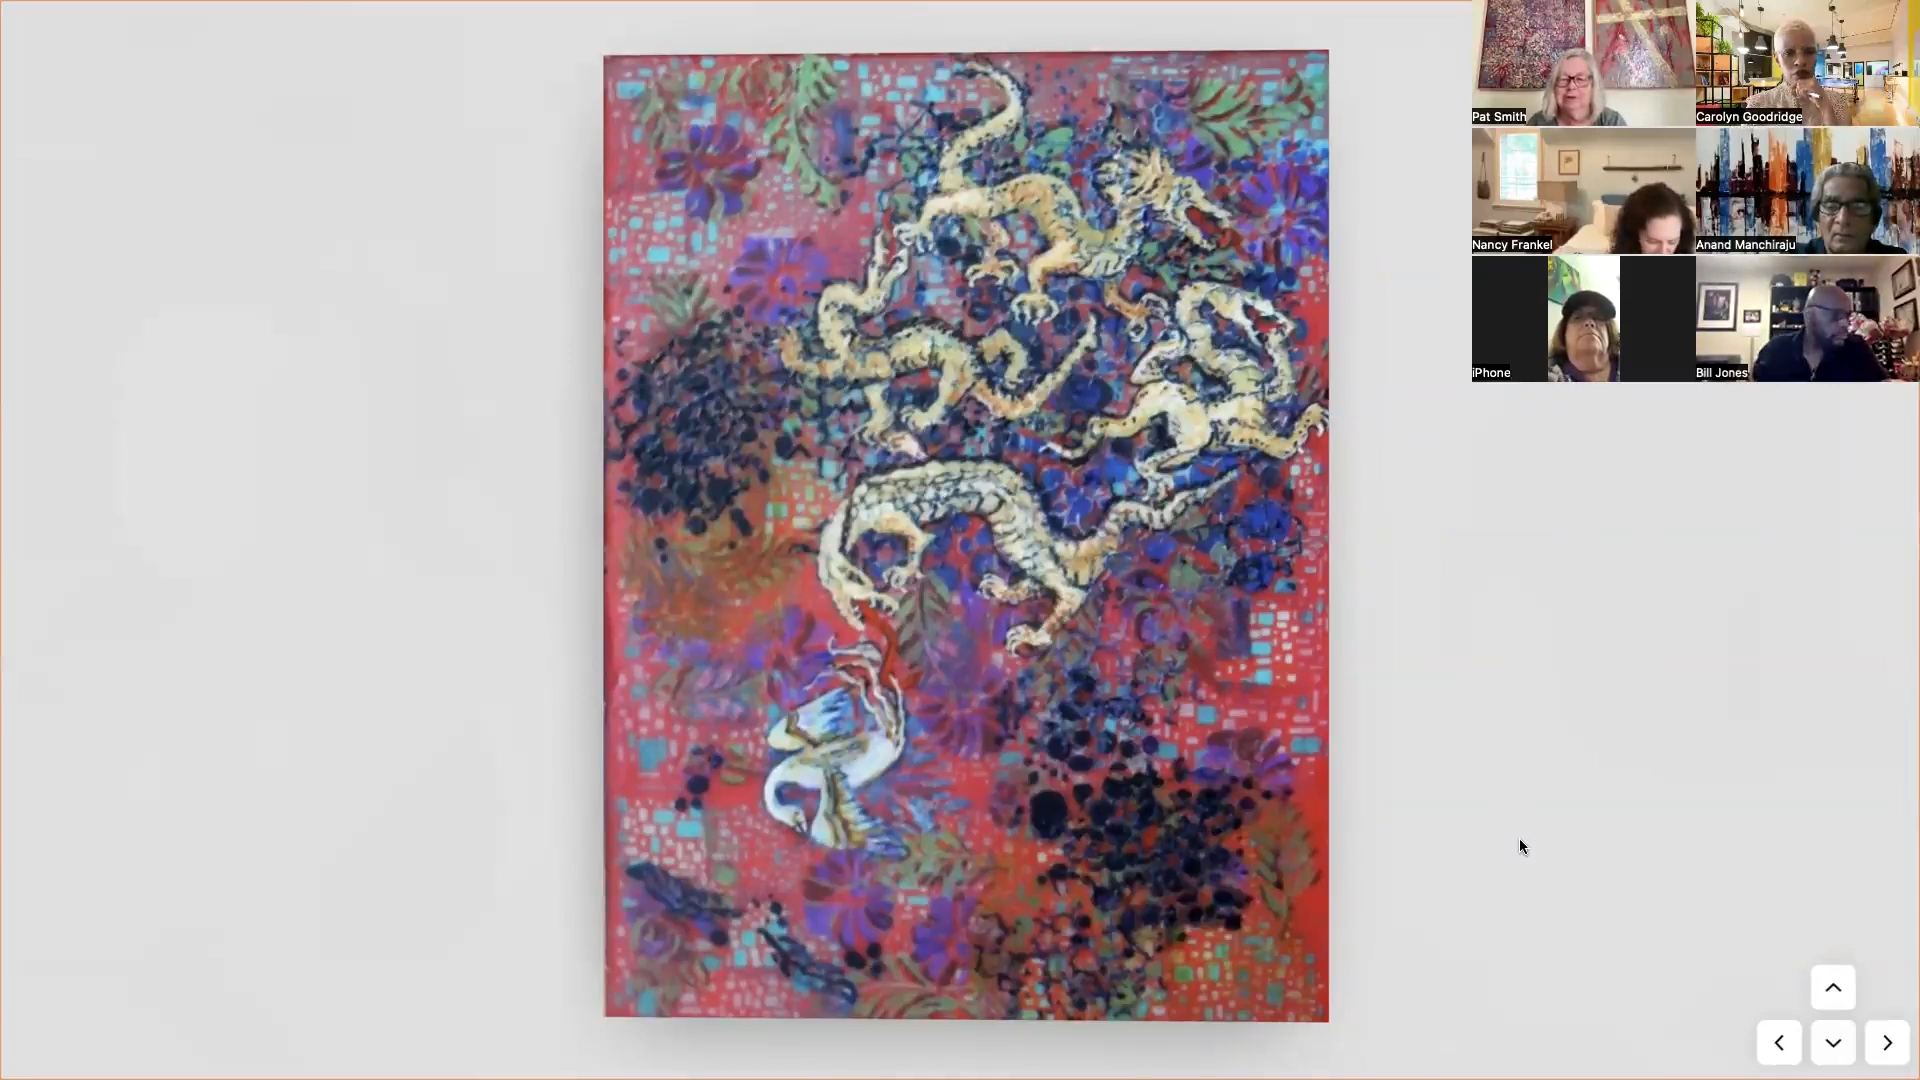 Pat Smith
Carolyn Goodridge
Nancy Frankel
Anand Manchiraju
iPhone
Bill Jones